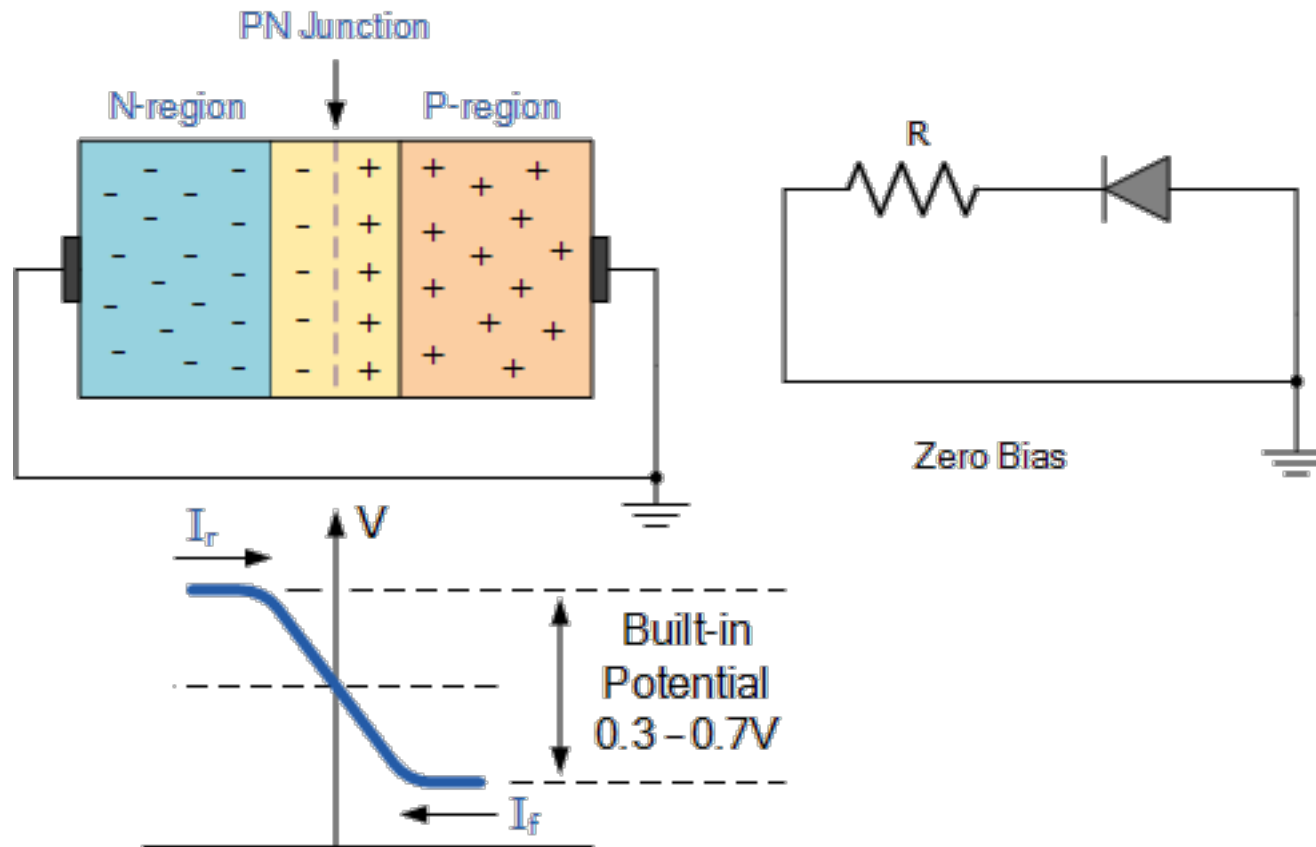 PN Junction
N-region
P-region
R
Zero Bias
Ir
V
Built-in
Potential
0.3 – 0.7V
If